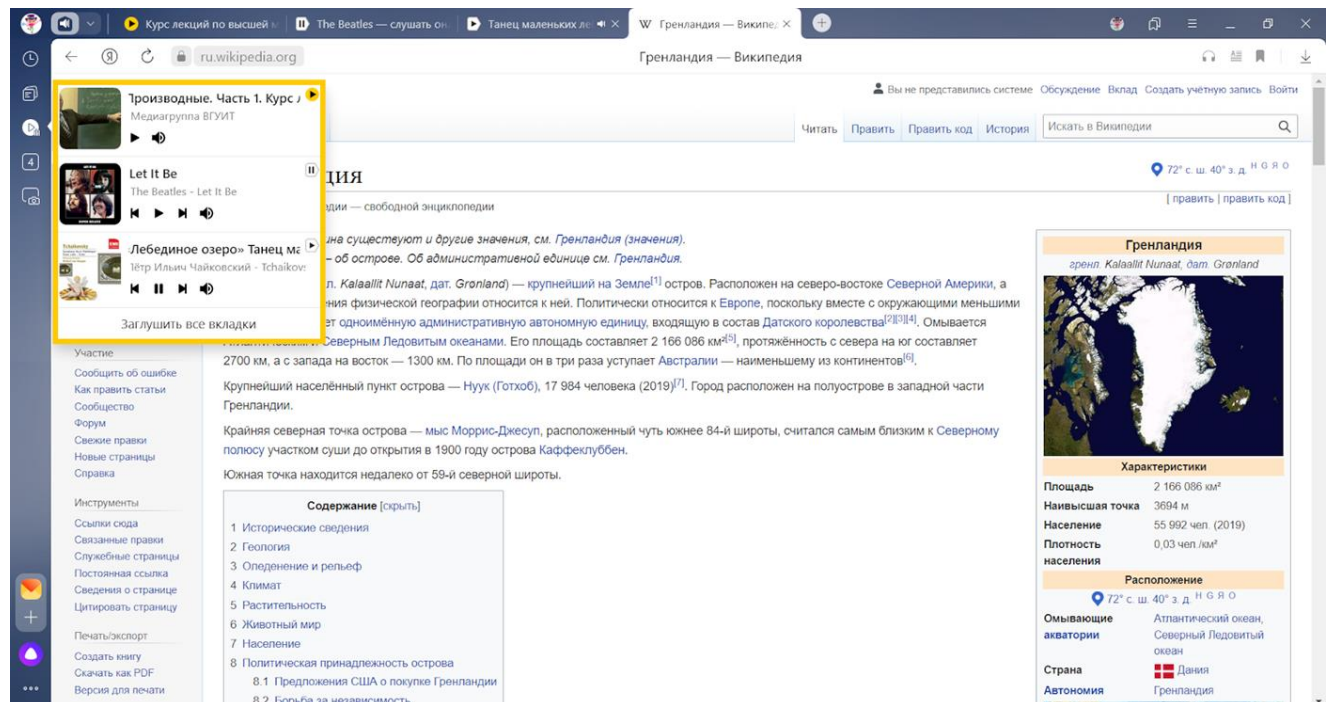 Курс лекций по высшей м
The Beatles — слушать он
Танец маленьких ле
Гренландия — Википед
ru.wikipedia.org
Гренландия — Википедия
Вы не представились системе Обсуждение Вклад Создать учётную запись Войти
Читать Править Править код История
Искать в Википедии
Производные. Часть 1. Курс
Медиагруппа ВГУИТ
Let It Be
The Beatles - Let It Be
«Лебединое озеро» Танец ма
Пётр Ильич Чайковский - Tchaikov
Заглушить все вкладки
4
72° с. ш. 40° з. д. H G Я O
дия
дии — свободной энциклопедии
[ править | править код ]
ина существуют и другие значения, см. Гренландия (значения).
– об острове. Об административной единице см. Гренландия.
л. Kalaallit Nunaat, дат. Grønland) — крупнейший на Земле[1] остров. Расположен на северо-востоке Северной Америки, а
ния физической географии относится к ней. Политически относится к Европе, поскольку вместе с окружающими меньшими
ет одноимённую административную автономную единицу, входящую в состав Датского королевства[2][3][4]. Омывается
Северным Ледовитым океанами. Его площадь составляет 2 166 086 км²[5], протяжённость с севера на юг составляет
2700 км, а с запада на восток — 1300 км. По площади он в три раза уступает Австралии — наименьшему из континентов[6].
Крупнейший населённый пункт острова — Нуук (Готхоб), 17 984 человека (2019)[7]. Город расположен на полуострове в западной части
Гренландии.
Крайняя северная точка острова — мыс Моррис-Джесуп, расположенный чуть южнее 84-й широты, считался самым близким к Северному
полюсу участком суши до открытия в 1900 году острова Каффеклуббен.
Южная точка находится недалеко от 59-й северной широты.
Участие
Сообщить об ошибке
Как править статьи
Сообщество
Форум
Свежие правки
Новые страницы
Справка
Инструменты
Ссылки сюда
Связанные правки
Служебные страницы
Постоянная ссылка
Сведения о странице
Цитировать страницу
Печать/экспорт
Создать книгу
Скачать как PDF
Версия для печати
Содержание [скрыть]
1 Исторические сведения
2 Геология
3 Оледенение и рельеф
4 Климат
5 Растительность
6 Животный мир
7 Население
8 Политическая принадлежность острова
8.1 Предложения США о покупке Гренландии
8.2 Борьба за независимость
Гренландия
гренл. Kalaallit Nunaat, дат. Grønland
Характеристики
Площадь 2 166 086 км²
Наивысшая точка 3694 м
Население 55 992 чел. (2019)
Плотность 0,03 чел./км²
населения
Расположение
72° с. ш. 40° з. д. H G Я O
Омывающие Атлантический океан,
акватории Северный Ледовитый
океан
Страна Дания
Автономия Гренландия